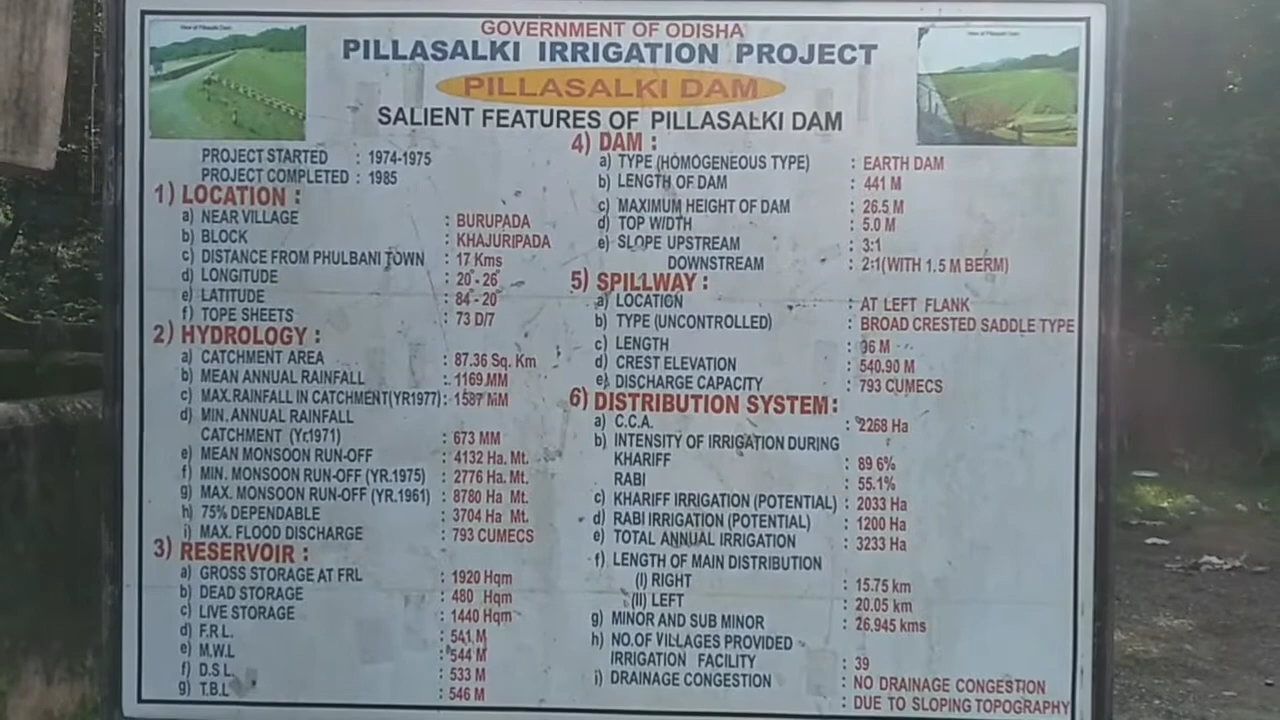 View of Pillasalki Dam
View of Pillasalki Dam
GOVERNMENT OF ODISHA
PILLASALKI IRRIGATION PROJECT
PILLASALKI DAM
SALIENT FEATURES OF PILLASALKI DAM
PROJECT STARTED : 1974-1975
PROJECT COMPLETED : 1985
1) LOCATION :
a) NEAR VILLAGE : BURUPADA
b) BLOCK : KHAJURIPADA
c) DISTANCE FROM PHULBANI TOWN : 17 Kms
d) LONGITUDE : 20°- 26°
e) LATITUDE : 84°- 20°
f) TOPE SHEETS : 73 D/7
2) HYDROLOGY :
a) CATCHMENT AREA : 87.36 Sq. Km
b) MEAN ANNUAL RAINFALL : 1169 MM
c) MAX.RAINFALL IN CATCHMENT(YR1977) : 1587 MM
d) MIN. ANNUAL RAINFALL
CATCHMENT (Yr.1971) : 673 MM
e) MEAN MONSOON RUN-OFF : 4132 Ha. Mt.
f) MIN. MONSOON RUN-OFF (YR.1975) : 2776 Ha. Mt.
g) MAX. MONSOON RUN-OFF (YR.1961) : 8780 Ha Mt.
h) 75% DEPENDABLE : 3704 Ha Mt.
i) MAX. FLOOD DISCHARGE : 793 CUMECS
3) RESERVOIR :
a) GROSS STORAGE AT FRL : 1920 Hqm
b) DEAD STORAGE : 480 Hqm
c) LIVE STORAGE : 1440 Hqm
d) F.R.L. : 541 M
e) M.W.L : 544 M
f) D.S.L. : 533 M
g) T.B.L : 546 M
4) DAM :
a) TYPE (HOMOGENEOUS TYPE) : EARTH DAM
b) LENGTH OF DAM : 441 M
c) MAXIMUM HEIGHT OF DAM : 26.5 M
d) TOP WIDTH : 5.0 M
e) SLOPE UPSTREAM : 3:1
DOWNSTREAM : 2:1(WITH 1.5 M BERM)
5) SPILLWAY :
a) LOCATION : AT LEFT FLANK
b) TYPE (UNCONTROLLED) : BROAD CRESTED SADDLE TYPE
c) LENGTH : M
d) CREST ELEVATION : 540.90 M
e) DISCHARGE CAPACITY : 793 CUMECS
6) DISTRIBUTION SYSTEM :
a) C.C.A. : 2268 Ha
b) INTENSITY OF IRRIGATION DURING
KHARIFF : 89 6%
RABI : 55.1%
c) KHARIFF IRRIGATION (POTENTIAL) : 2033 Ha
d) RABI IRRIGATION (POTENTIAL) : 1200 Ha
e) TOTAL ANNUAL IRRIGATION : 3233 Ha
f) LENGTH OF MAIN DISTRIBUTION
(I) RIGHT : 15.75 km
(II) LEFT : 20.05 km
g) MINOR AND SUB MINOR : 26.945 kms
h) NO.OF VILLAGES PROVIDED
IRRIGATION FACILITY : 39
i) DRAINAGE CONGESTION : NO DRAINAGE CONGESTION
: DUE TO SLOPING TOPOGRAPHY